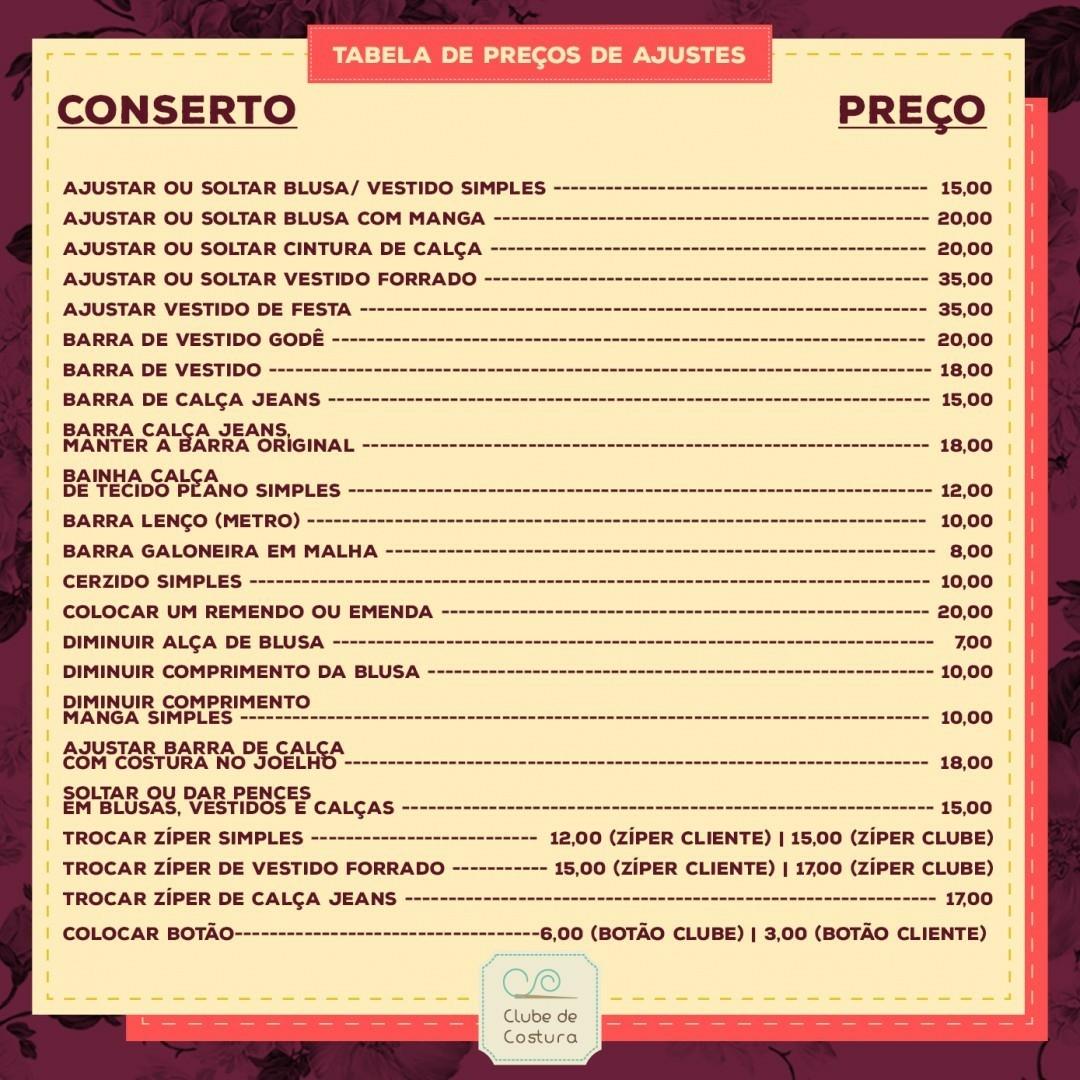 TABELA DE PREÇOS DE AJUSTES
CONSERTO PREÇO
AJUSTAR OU SOLTAR BLUSA/ VESTIDO SIMPLES 15,00
AJUSTAR OU SOLTAR BLUSA COM MANGA 20,00
AJUSTAR OU SOLTAR CINTURA DE CALÇA 20,00
AJUSTAR OU SOLTAR VESTIDO FORRADO 35,00
AJUSTAR VESTIDO DE FESTA 35,00
BARRA DE VESTIDO GODÊ 20,00
BARRA DE VESTIDO 18,00
BARRA DE CALÇA JEANS 15,00
BARRA CALÇA JEANS,
MANTER A BARRA ORIGINAL 18,00
BAINHA CALÇA
DE TECIDO PLANO SIMPLES 12,00
BARRA LENÇO (METRO) 10,00
BARRA GALONEIRA EM MALHA 8,00
CERZIDO SIMPLES 10,00
COLOCAR UM REMENDO OU EMENDA 20,00
DIMINUIR ALÇA DE BLUSA 7,00
DIMINUIR COMPRIMENTO DA BLUSA 10,00
DIMINUIR COMPRIMENTO
MANGA SIMPLES 10,00
AJUSTAR BARRA DE CALÇA
COM COSTURA NO JOELHO 18,00
SOLTAR OU DAR PENCES
EM BLUSAS, VESTIDOS E CALÇAS 15,00
TROCAR ZÍPER SIMPLES 12,00 (ZÍPER CLIENTE) | 15,00 (ZÍPER CLUBE)
TROCAR ZÍPER DE VESTIDO FORRADO 15,00 (ZÍPER CLIENTE) | 17,00 (ZÍPER CLUBE)
TROCAR ZÍPER DE CALÇA JEANS 17,00
COLOCAR BOTÃO 6,00 (BOTÃO CLUBE) | 3,00 (BOTÃO CLIENTE)
Clube de
Costura